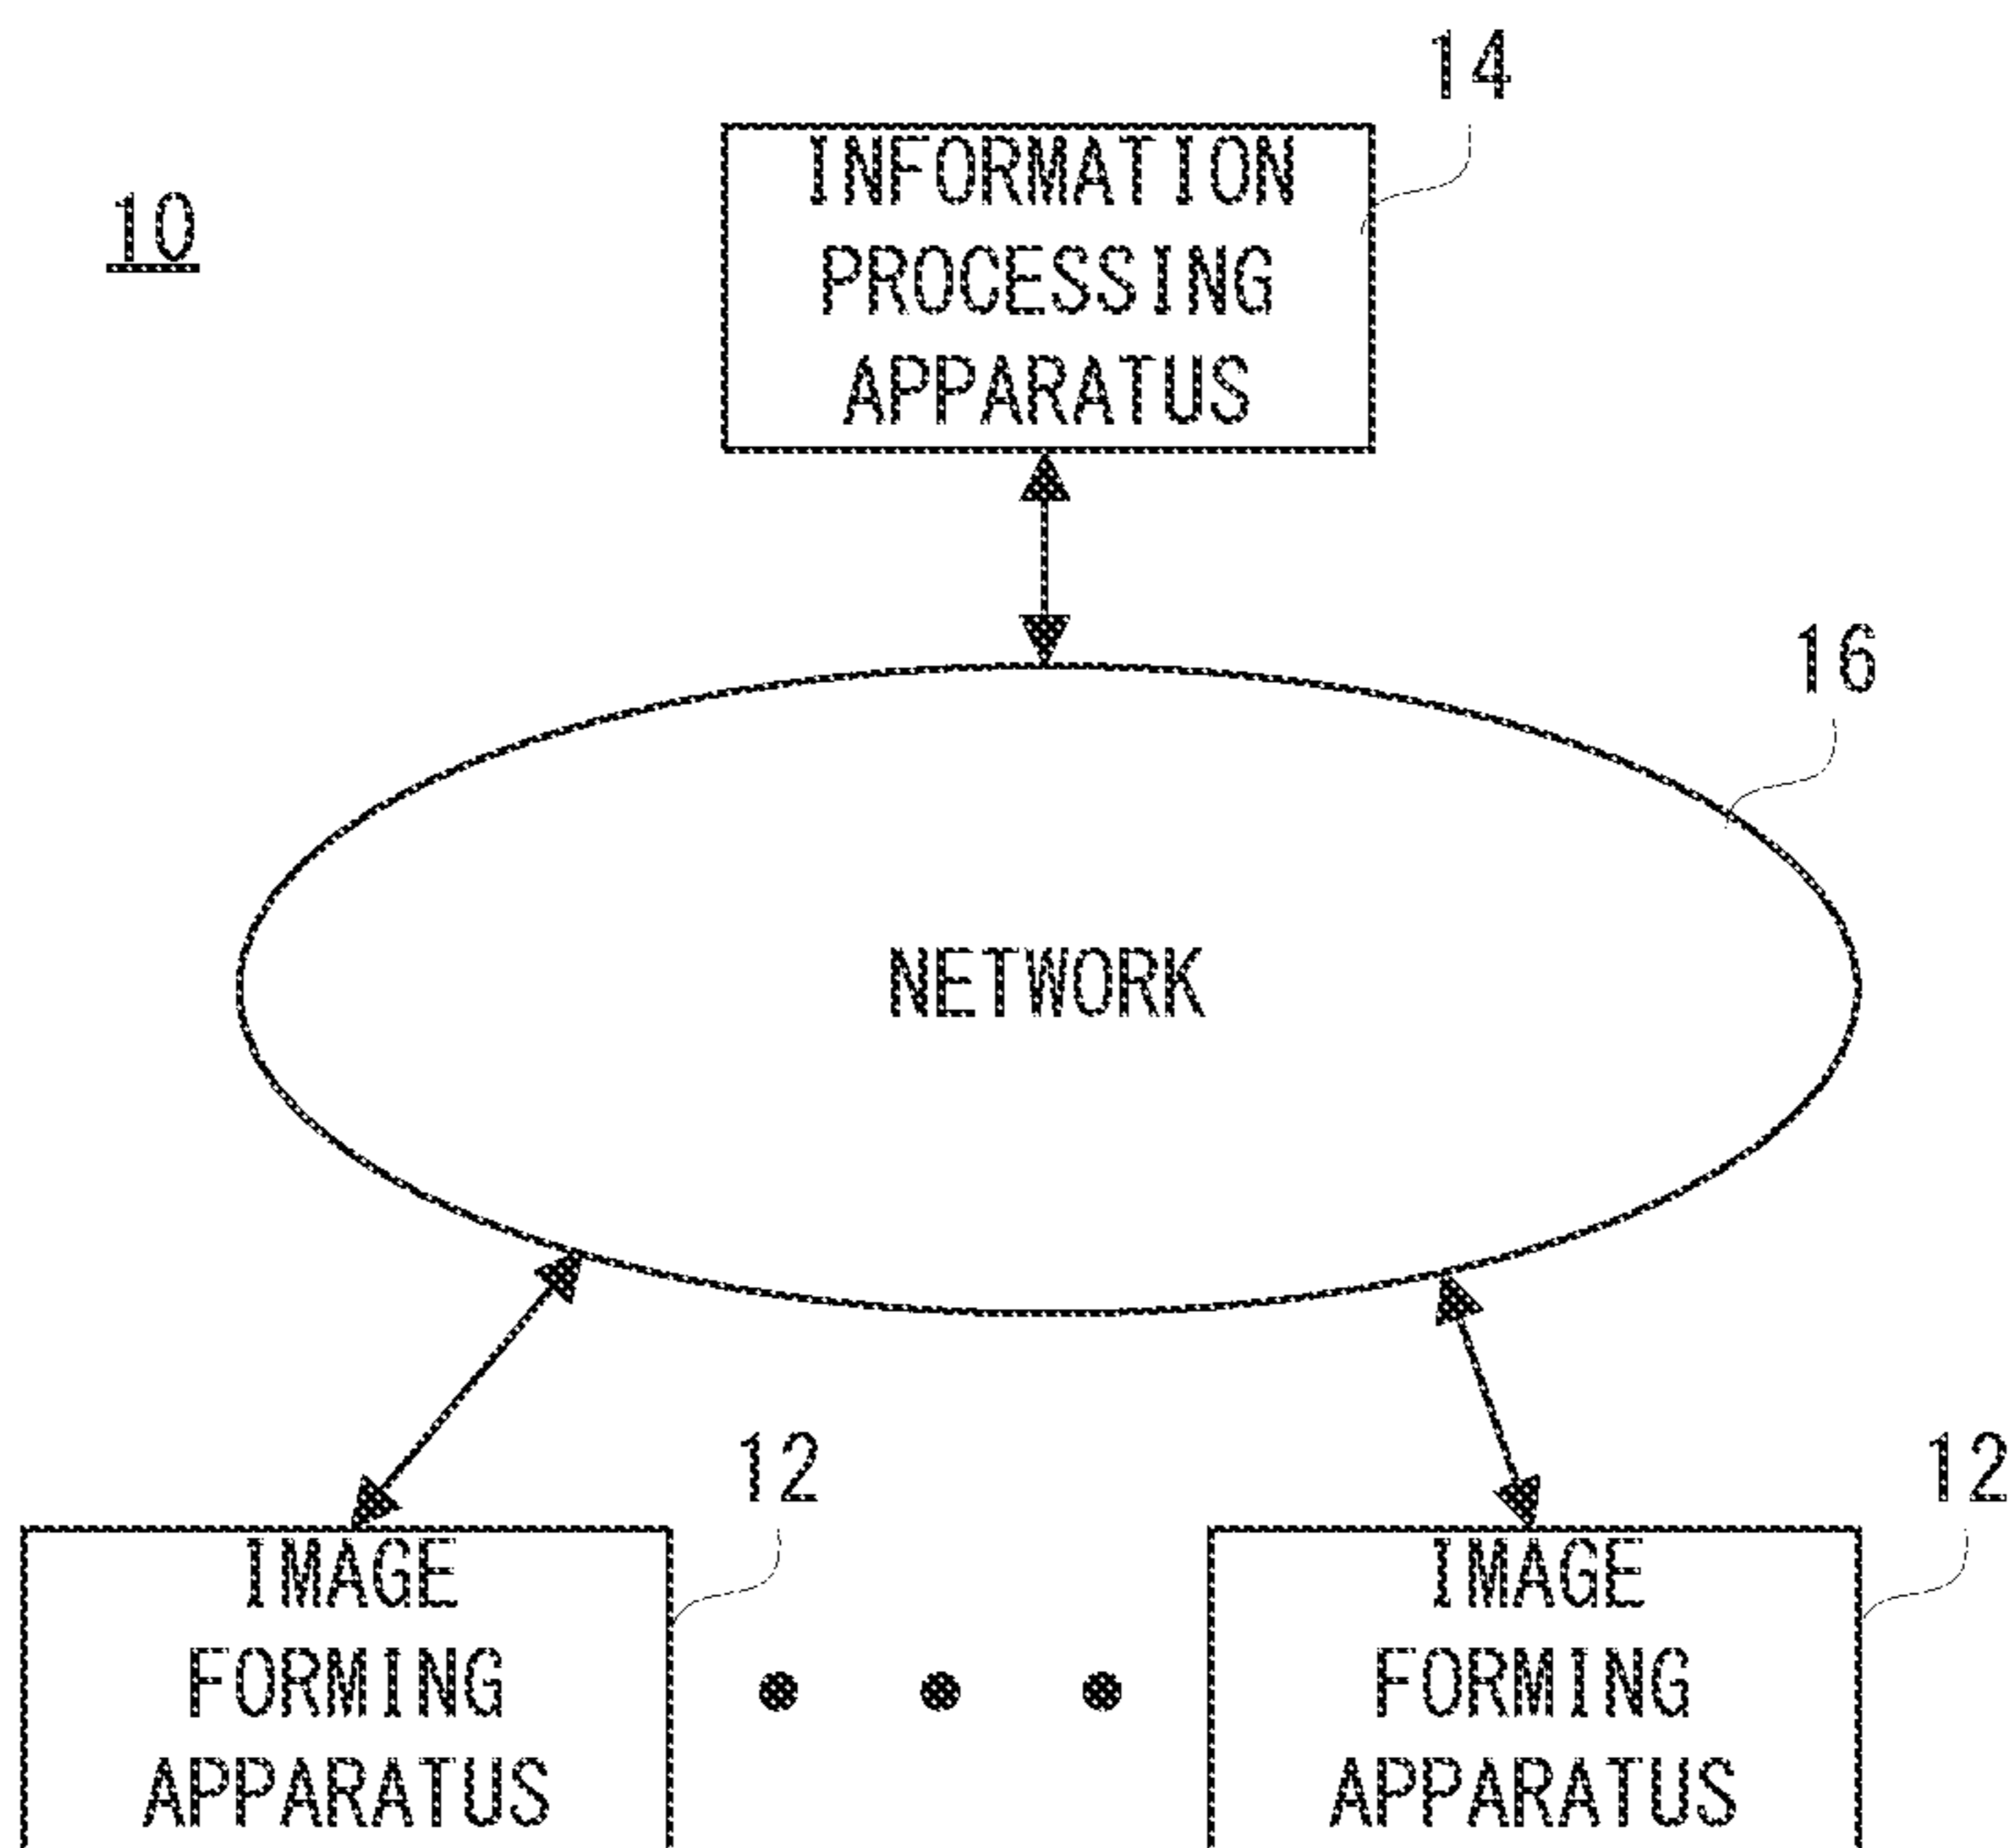 14
10
INFORMATION
PROCESSING
APPARATUS
16
NETWORK
12
12
IMAGE
FORMING
APPARATUS
IMAGE
FORMING
APPARATUS